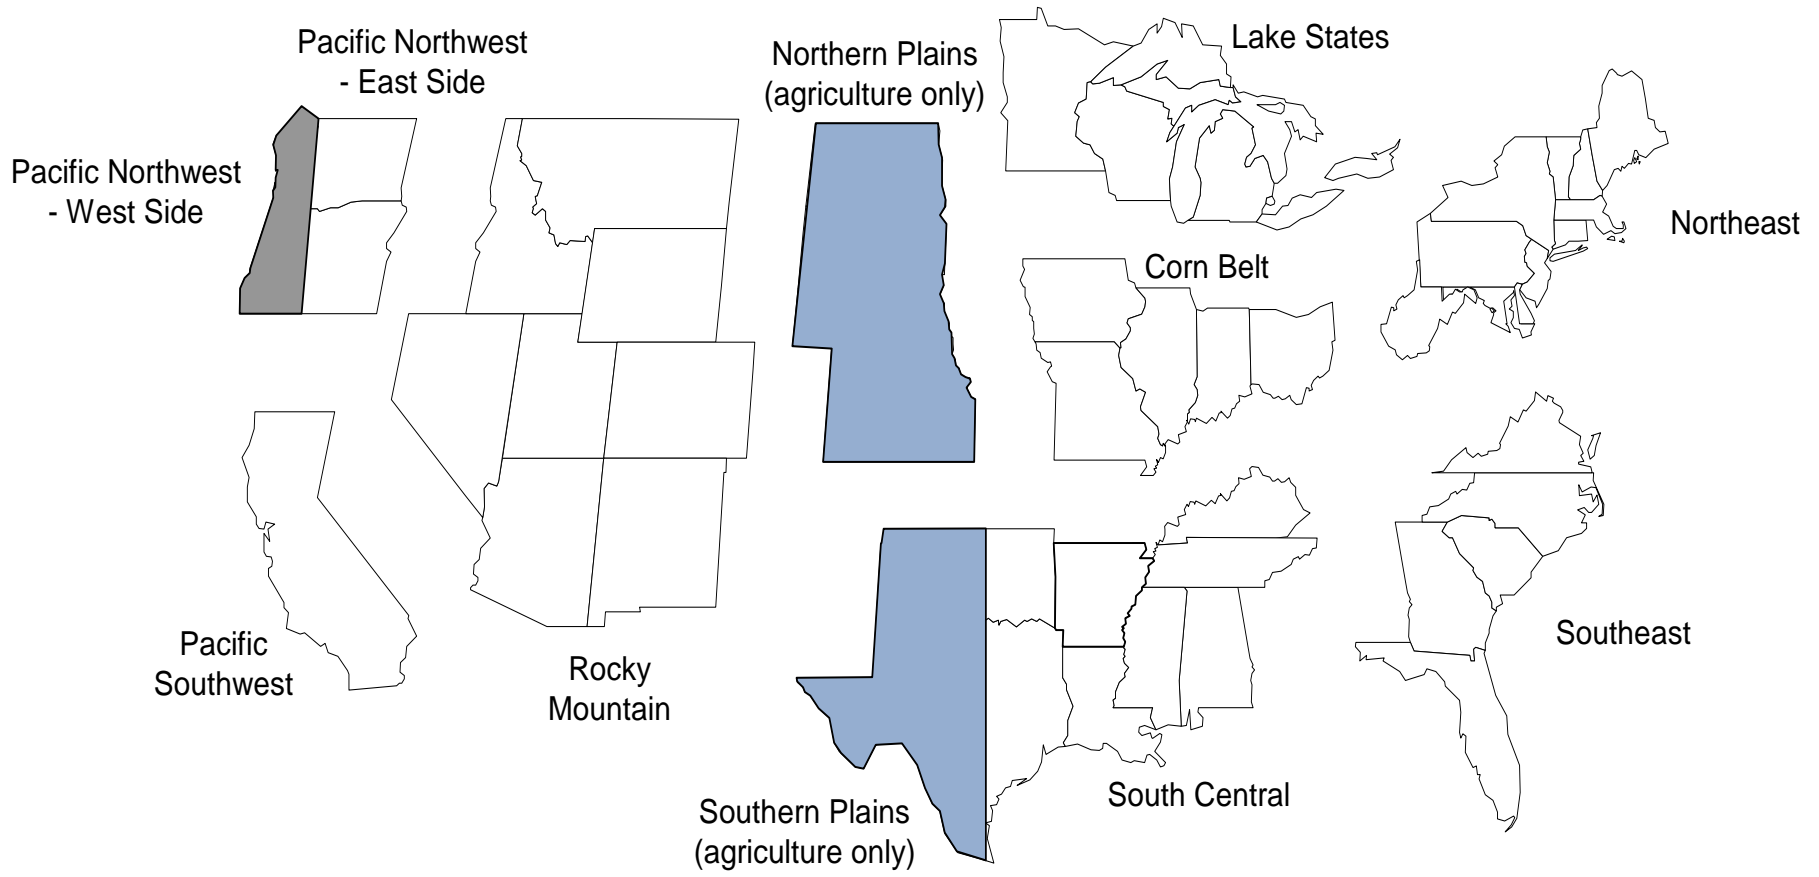 Pacific Northwest
- East Side
Pacific Northwest
- West Side
Northern Plains
(agriculture only)
Lake States
Northeast
Corn Belt
Pacific
Southwest
Rocky
Mountain
Southern Plains
(agriculture only)
South Central
Southeast